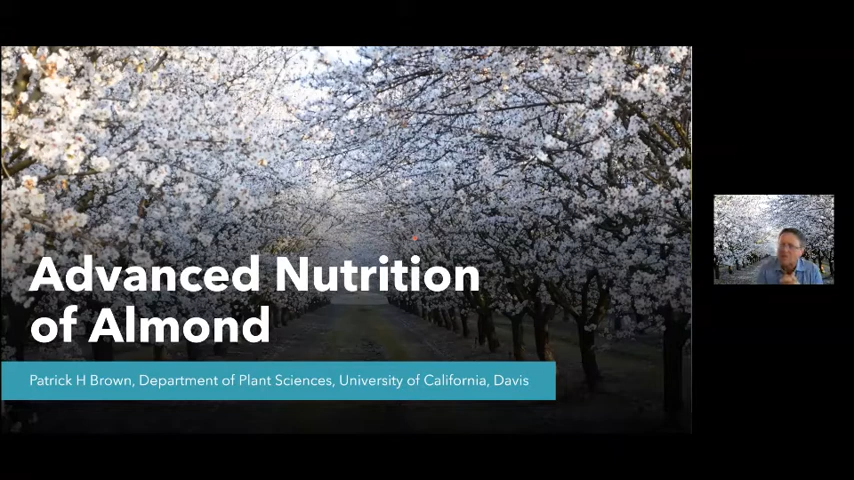 Advanced Nutrition
of Almond
Patrick H Brown, Department of Plant Sciences, University of California, Davis